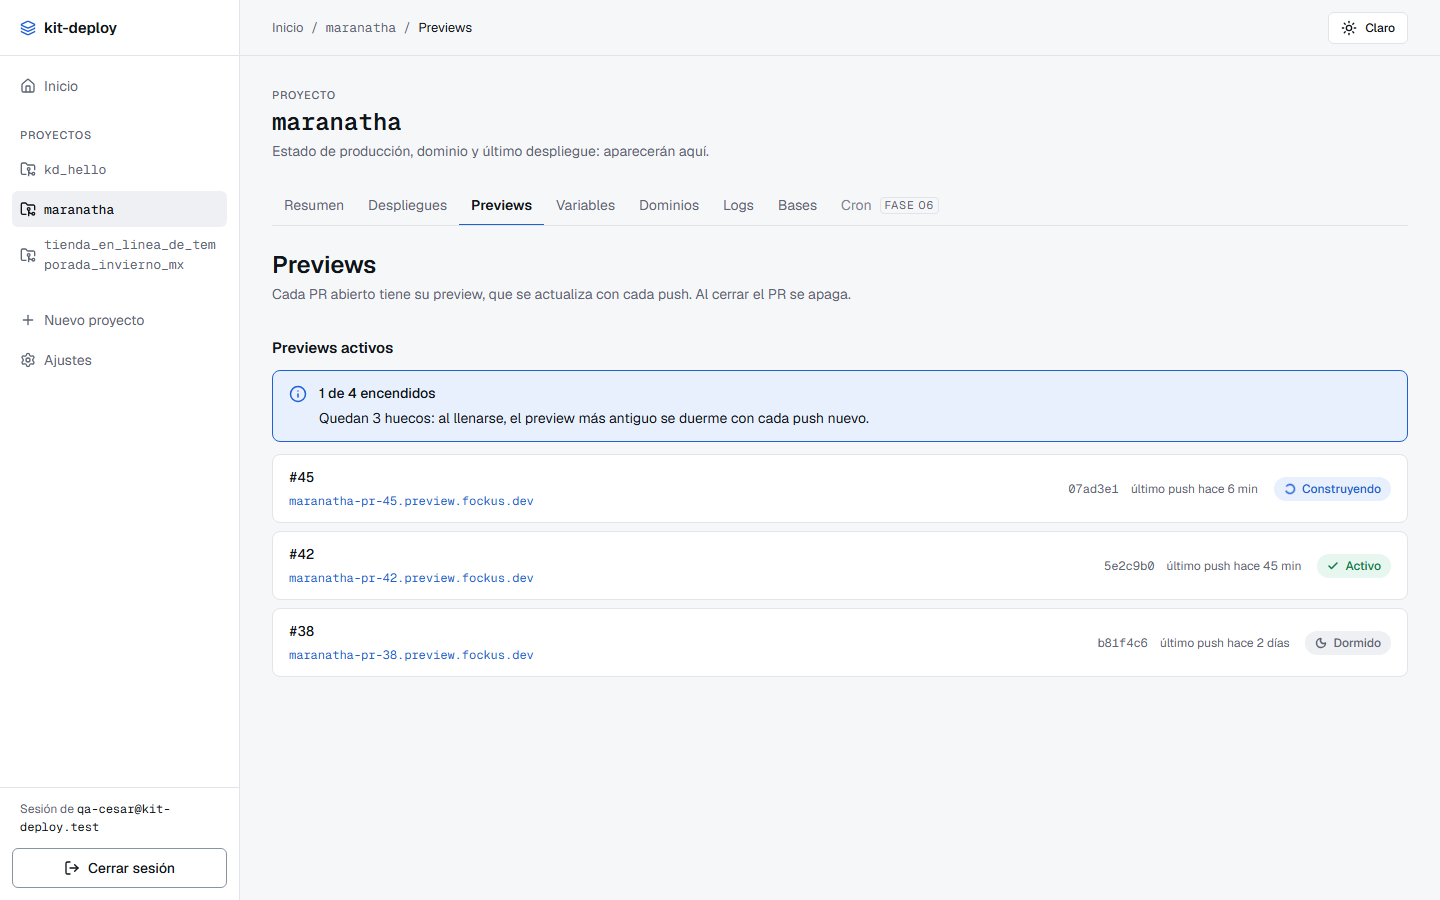 kit-deploy
Inicio / maranatha / Previews
Claro
Inicio
PROYECTOS
kd_hello
maranatha
tienda_en_linea_de_tem
porada_invierno_mx
Nuevo proyecto
Ajustes
Sesión de qa-cesar@kit-
deploy.test
Cerrar sesión
PROYECTO
maranatha
Estado de producción, dominio y último despliegue: aparecerán aquí.
Resumen Despliegues Previews Variables Dominios Logs Bases Cron FASE 06
Previews
Cada PR abierto tiene su preview, que se actualiza con cada push. Al cerrar el PR se apaga.
Previews activos
1 de 4 encendidos
Quedan 3 huecos: al llenarse, el preview más antiguo se duerme con cada push nuevo.
#45
maranatha-pr-45.preview.fockus.dev
07ad3e1 último push hace 6 min Construyendo
#42
maranatha-pr-42.preview.fockus.dev
5e2c9b0 último push hace 45 min Activo
#38
maranatha-pr-38.preview.fockus.dev
b81f4c6 último push hace 2 días Dormido